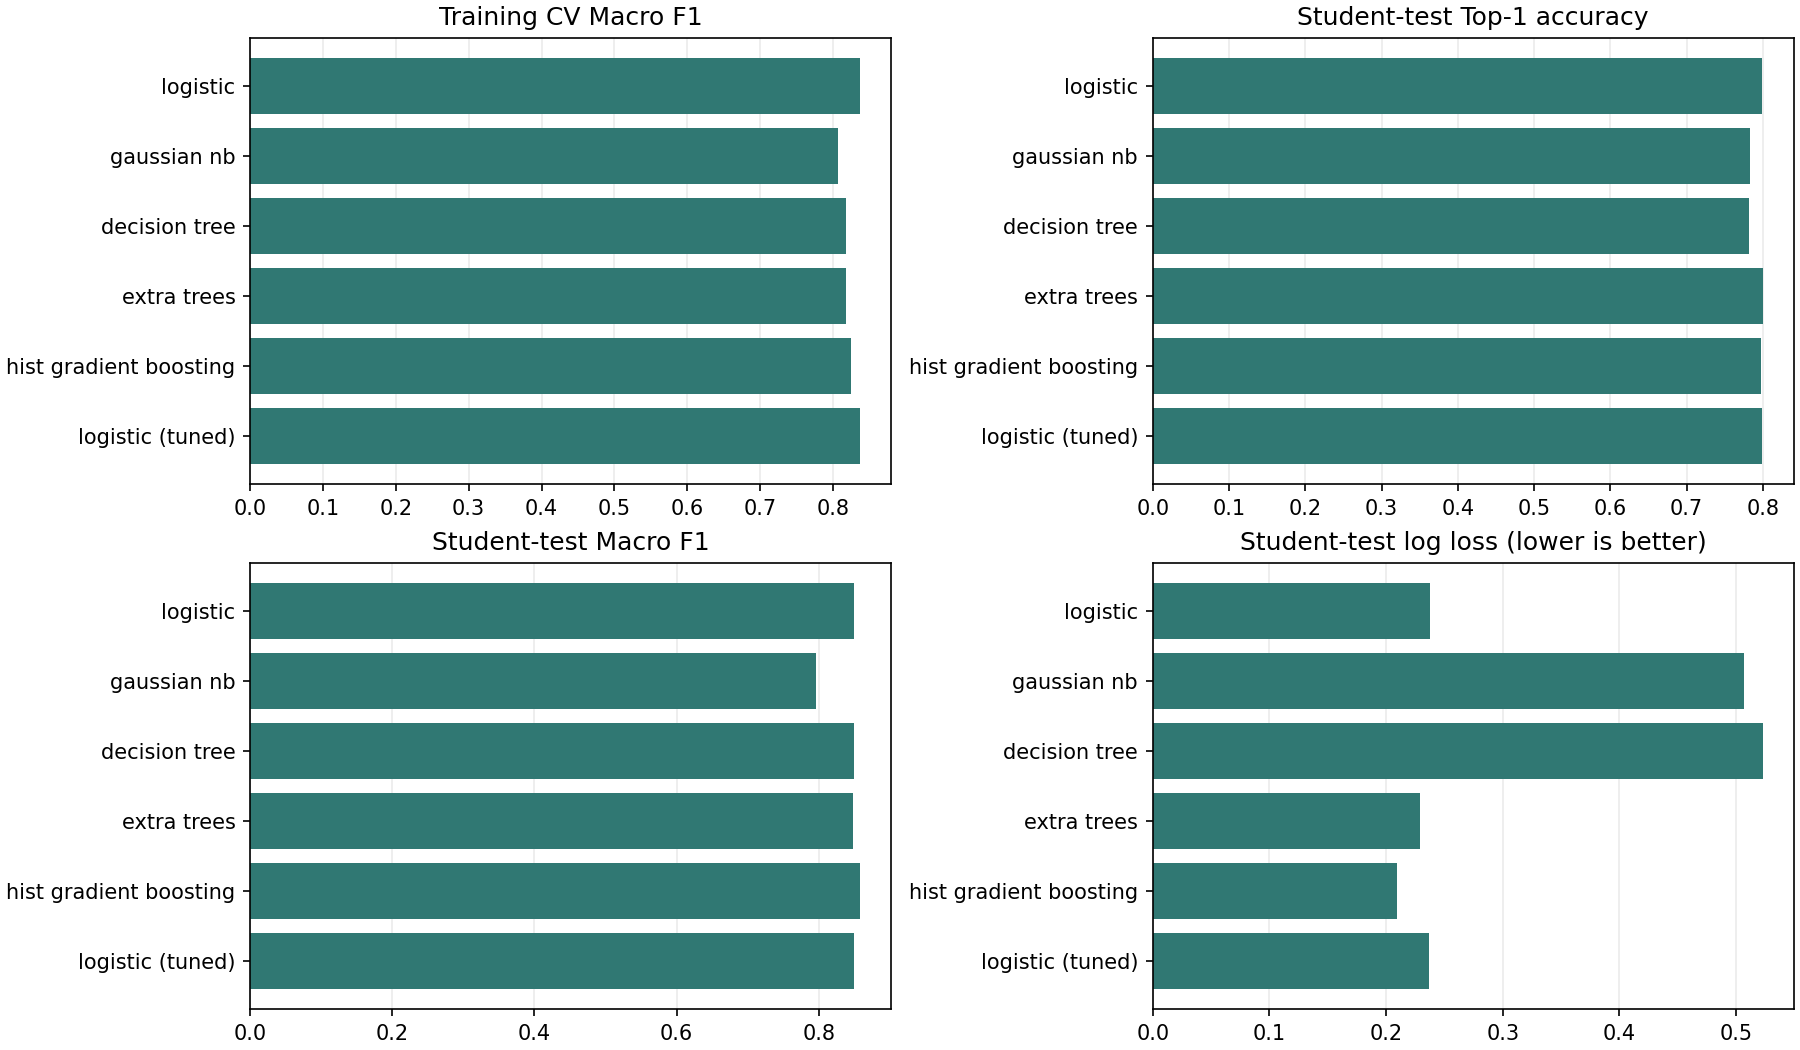 Training CV Macro F1
logistic
gaussian nb
decision tree
extra trees
hist gradient boosting
logistic (tuned)
0.0 0.1 0.2 0.3 0.4 0.5 0.6 0.7 0.8
Student-test Top-1 accuracy
logistic
gaussian nb
decision tree
extra trees
hist gradient boosting
logistic (tuned)
0.0 0.1 0.2 0.3 0.4 0.5 0.6 0.7 0.8
Student-test Macro F1
logistic
gaussian nb
decision tree
extra trees
hist gradient boosting
logistic (tuned)
0.0 0.2 0.4 0.6 0.8
Student-test log loss (lower is better)
logistic
gaussian nb
decision tree
extra trees
hist gradient boosting
logistic (tuned)
0.0 0.1 0.2 0.3 0.4 0.5